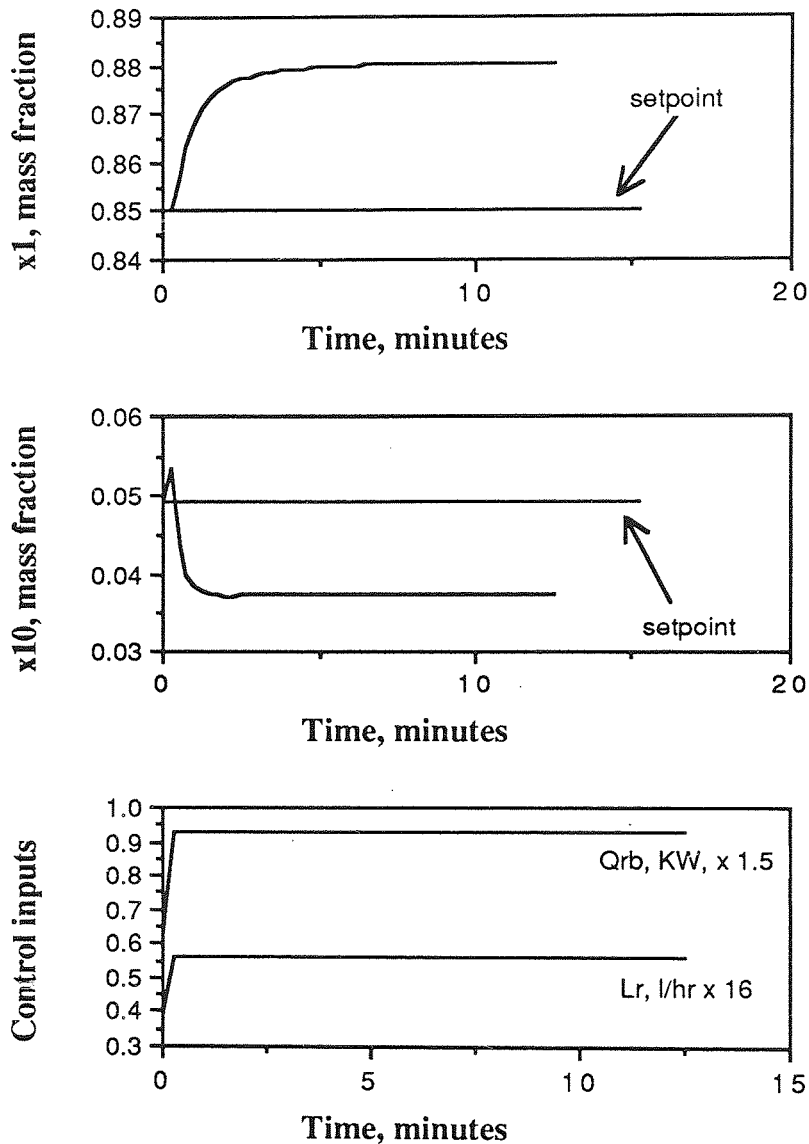 0.89
0.88
0.87
0.86
0.85
0.84
x1, mass fraction
setpoint
0 10 20
Time, minutes
0.06
0.05
0.04
0.03
x10, mass fraction
setpoint
0 10 20
Time, minutes
1.0
0.9
0.8
0.7
0.6
0.5
0.4
0.3
Control inputs
Qrb, KW, x 1.5
Lr, l/hr x 16
0 5 10 15
Time, minutes